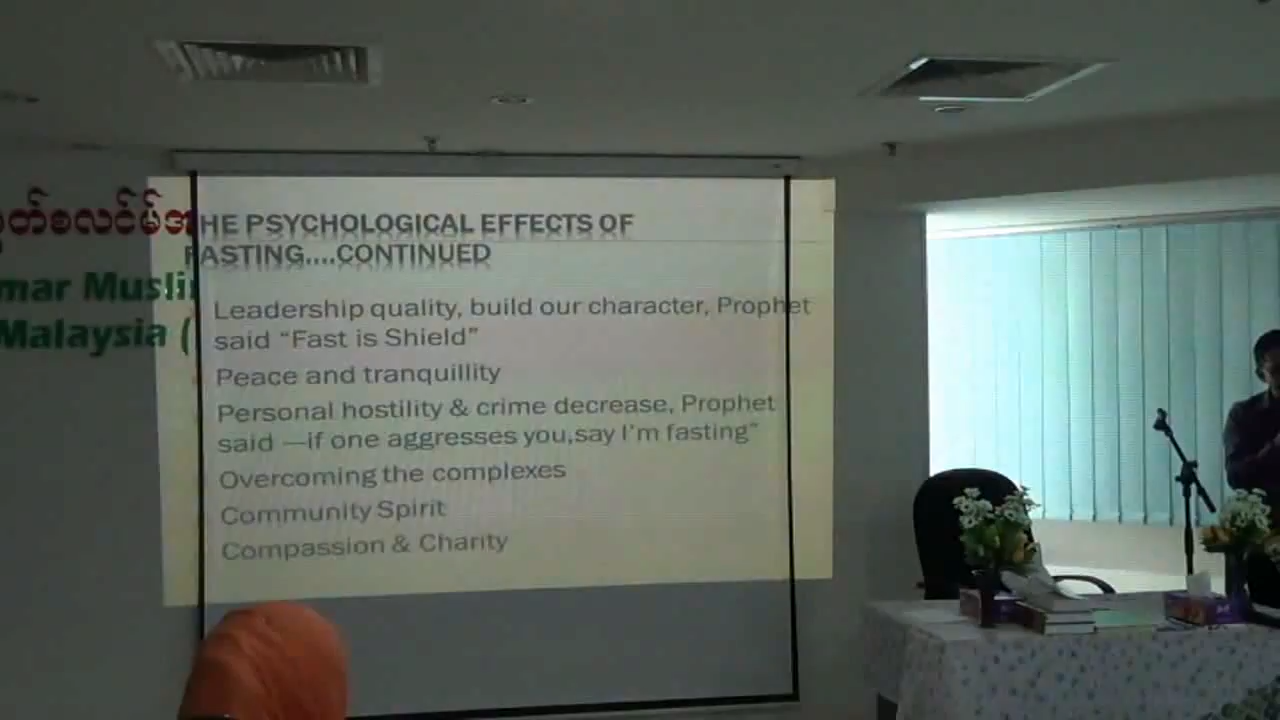 HE PSYCHOLOGICAL EFFECTS OF
FASTING....CONTINUED
Leadership quality, build our character, Prophet
said “Fast is Shield”
Peace and tranquillity
Personal hostility & crime decrease, Prophet
said —if one aggresses you,say I'm fasting”
Overcoming the complexes
Community Spirit
Compassion & Charity
mar Musli
Malaysia (